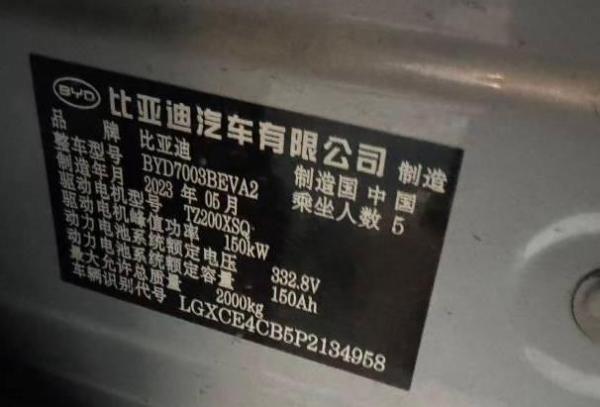 BYD 比亚迪汽车有限公司 制造
品牌 比亚迪 制造国 中国
整车型号 BYD7003BEVA2 乘坐人数 5
制造年月 2023 年 05 月
驱动电机型号 TZ200XSQ
驱动电机峰值功率 150kW
动力电池系统额定电压 332.8V
动力电池系统额定容量 150Ah
最大允许总质量 2000kg
车辆识别代号 LGXCE4CB5P2134958